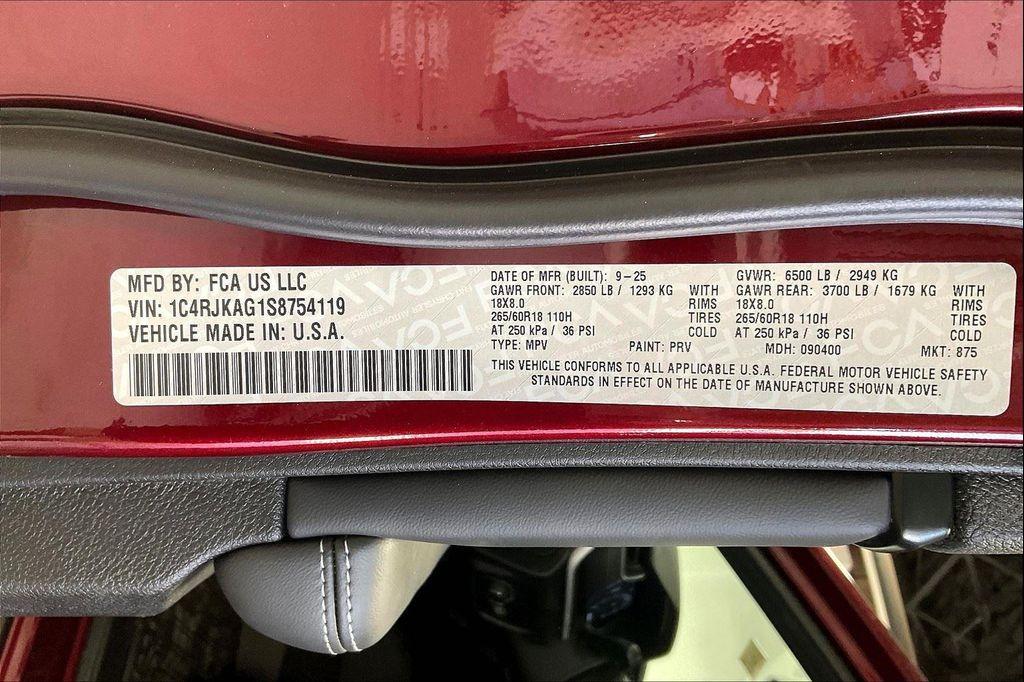 MFD BY: FCA US LLC
VIN: 1C4RJKAG1S8754119
VEHICLE MADE IN: U.S.A.
DATE OF MFR (BUILT): 9-25
GAWR FRONT: 2850 LB / 1293 KG WITH
18X8.0 RIMS
265/60R18 110H TIRES
AT 250 kPa / 36 PSI COLD
TYPE: MPV PAINT: PRV
GVWR: 6500 LB / 2949 KG
GAWR REAR: 3700 LB / 1679 KG WITH
18X8.0 RIMS
265/60R18 110H TIRES
AT 250 kPa / 36 PSI COLD
MDH: 090400 MKT: 875
THIS VEHICLE CONFORMS TO ALL APPLICABLE U.S.A. FEDERAL MOTOR VEHICLE SAFETY
STANDARDS IN EFFECT ON THE DATE OF MANUFACTURE SHOWN ABOVE.